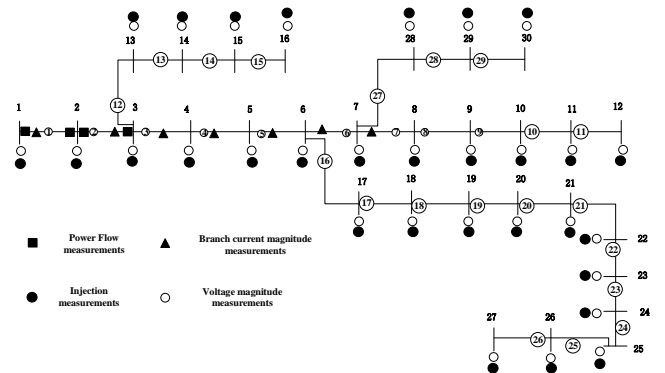 13 14 15 16 28 29 30
13 14 15 28 29
12 27
1 2 3 4 5 6 7 8 9 10 11 12
1 2 3 4 5 6 7 8 9 10 11
16
17 18 19 20 21
17 18 19 20 21
22
22
23
23
24
24
25
27 26
26 25
Power Flow
measurements
Branch current magnitude
measurements
Injection
measurements
Voltage magnitude
measurements